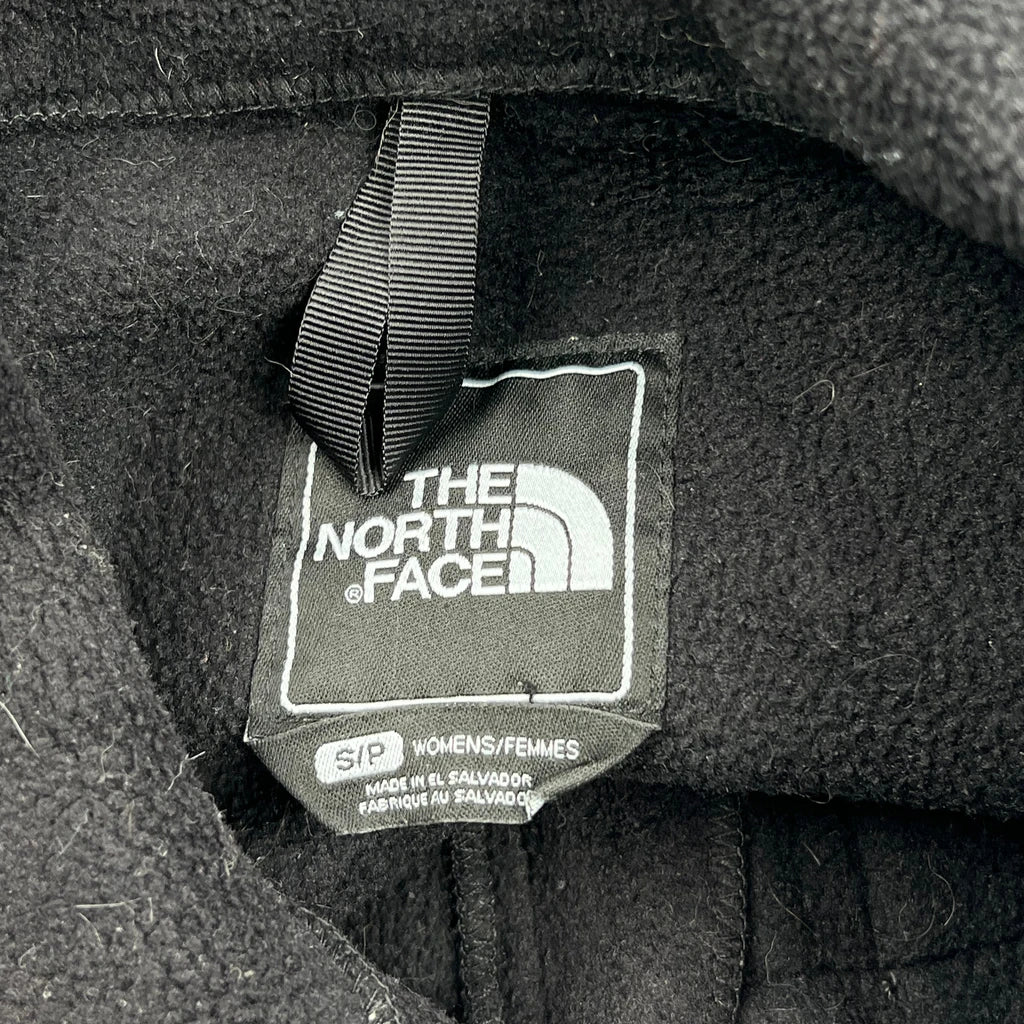 THE
NORTH
®FACE
S/P WOMENS/FEMMES
MADE IN EL SALVADOR
FABRIQUE AU SALVADOR